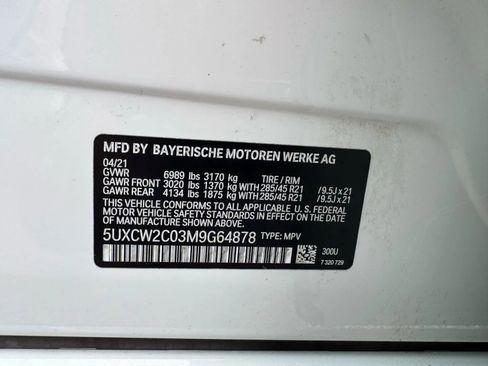 MFD BY BAYERISCHE MOTOREN WERKE AG
04/21
GVWR 6989 lbs 3170 kg TIRE / RIM
GAWR FRONT 3020 lbs 1370 kg WITH 285/45 R21 /9.5J x 21
GAWR REAR 4134 lbs 1875 kg WITH 285/45 R21 /9.5J x 21
THIS VEHICLE CONFORMS TO ALL APPLICABLE U.S. FEDERAL
MOTOR VEHICLE SAFETY STANDARDS IN EFFECT ON THE DATE
OF MANUFACTURE SHOWN ABOVE.
5UXCW2C03M9G64878 TYPE: MPV
300U
7 320 729